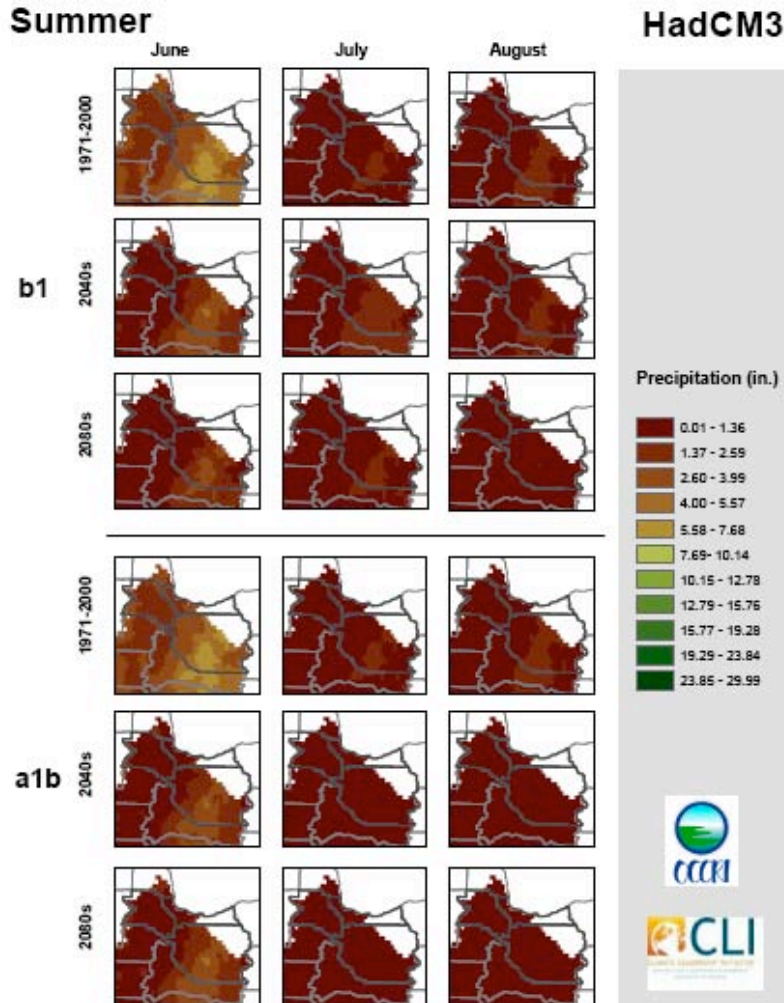 Summer
HadCM3
June July August
1971-2000
b1
2040s
2080s
1971-2000
a1b
2040s
2080s
Precipitation (in.)
0.01 - 1.36
1.37 - 2.59
2.60 - 3.99
4.00 - 5.57
5.58 - 7.68
7.69- 10.14
10.15 - 12.78
12.79 - 15.76
15.77 - 19.28
19.29 - 23.84
23.85 - 29.99
OCCRI
CLI